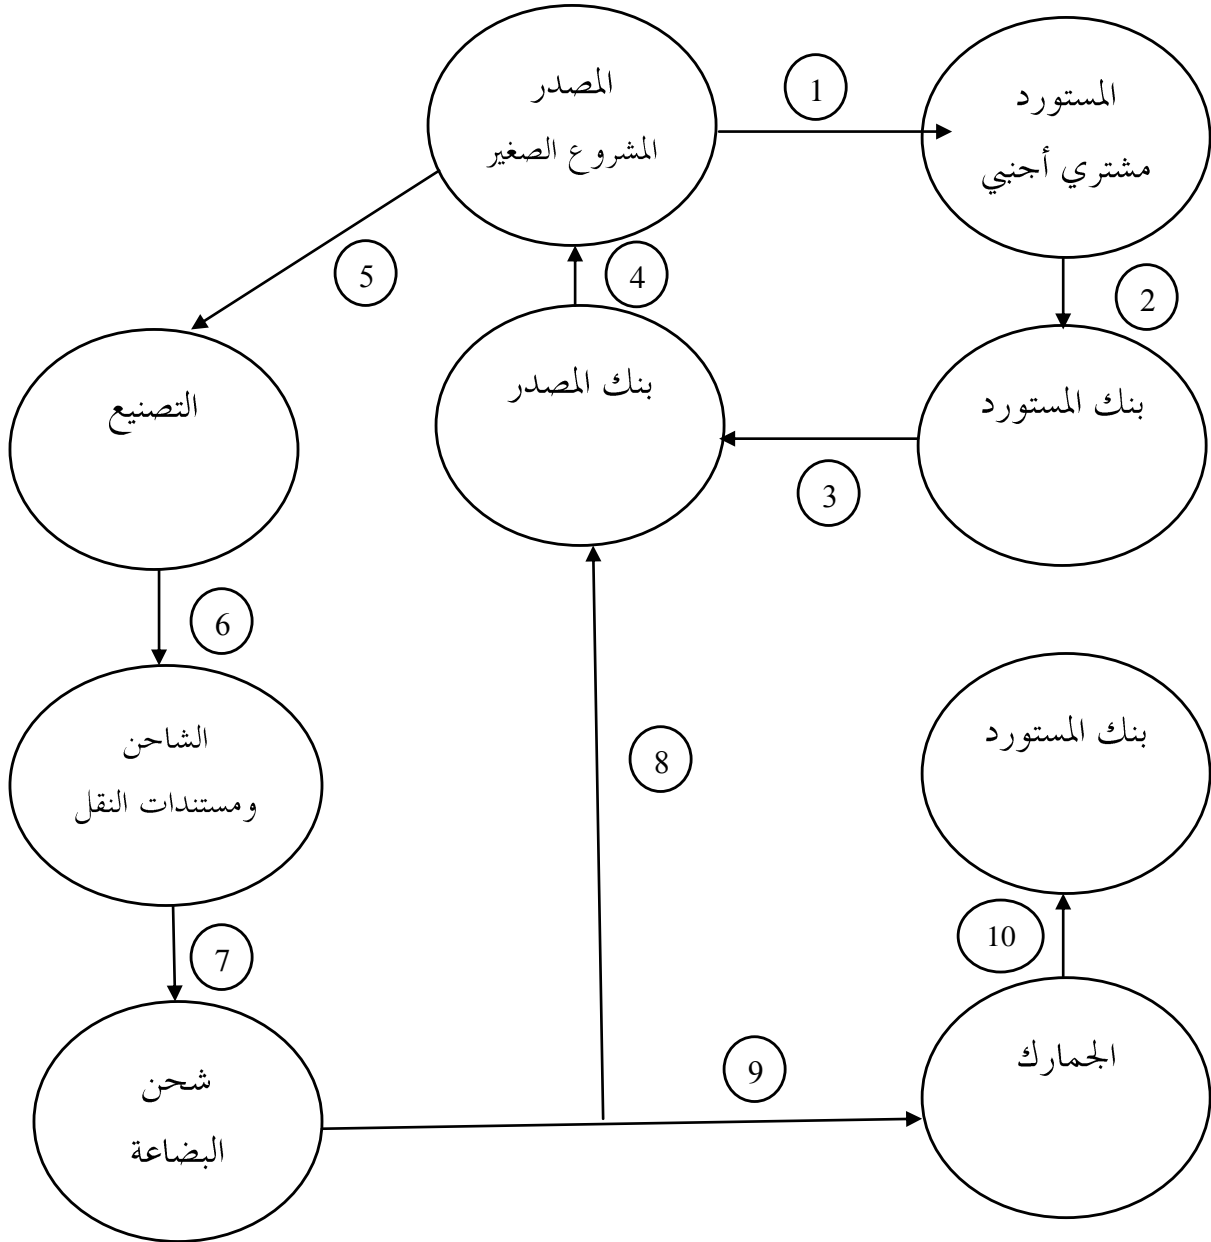 المصدر
المشروع الصغير
1
المستورد
مشتري أجنبي
5
4
2
التصنيع
بنك المصدر
بنك المستورد
3
6
الشاحن
ومستندات النقل
8
بنك المستورد
7
10
شحن
البضاعة
9
الجمارك